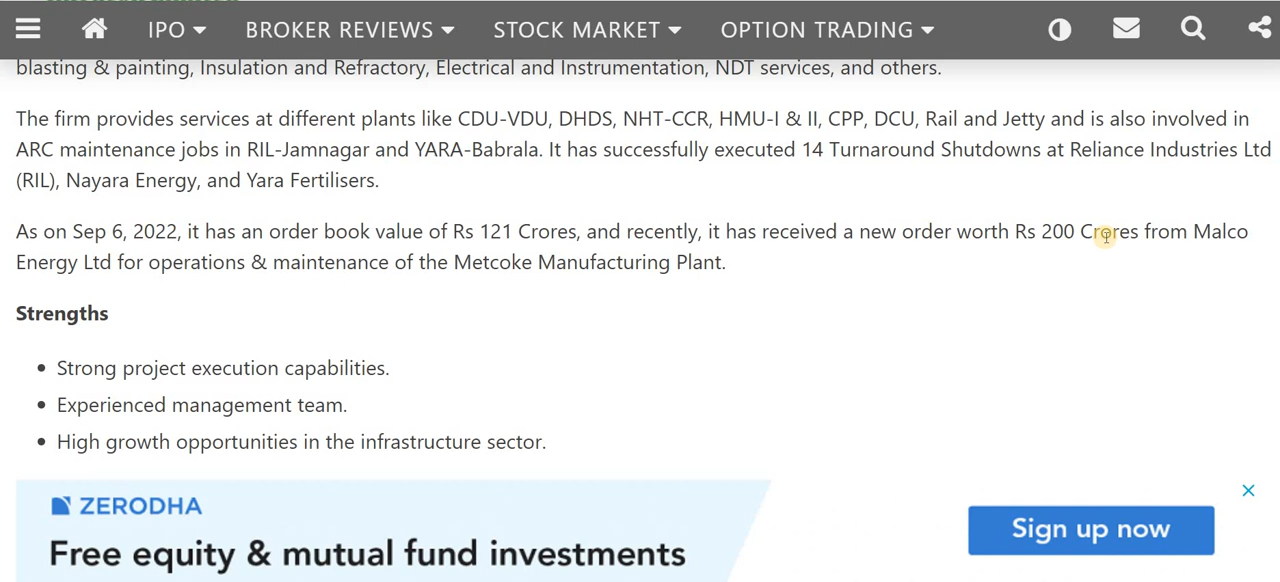 IPO BROKER REVIEWS STOCK MARKET OPTION TRADING
blasting & painting, Insulation and Refractory, Electrical and Instrumentation, NDT services, and others.
The firm provides services at different plants like CDU-VDU, DHDS, NHT-CCR, HMU-I & II, CPP, DCU, Rail and Jetty and is also involved in
ARC maintenance jobs in RIL-Jamnagar and YARA-Babrala. It has successfully executed 14 Turnaround Shutdowns at Reliance Industries Ltd
(RIL), Nayara Energy, and Yara Fertilisers.
As on Sep 6, 2022, it has an order book value of Rs 121 Crores, and recently, it has received a new order worth Rs 200 Crores from Malco
Energy Ltd for operations & maintenance of the Metcoke Manufacturing Plant.
Strengths
• Strong project execution capabilities.
• Experienced management team.
• High growth opportunities in the infrastructure sector.
ZERODHA
Free equity & mutual fund investments
Sign up now